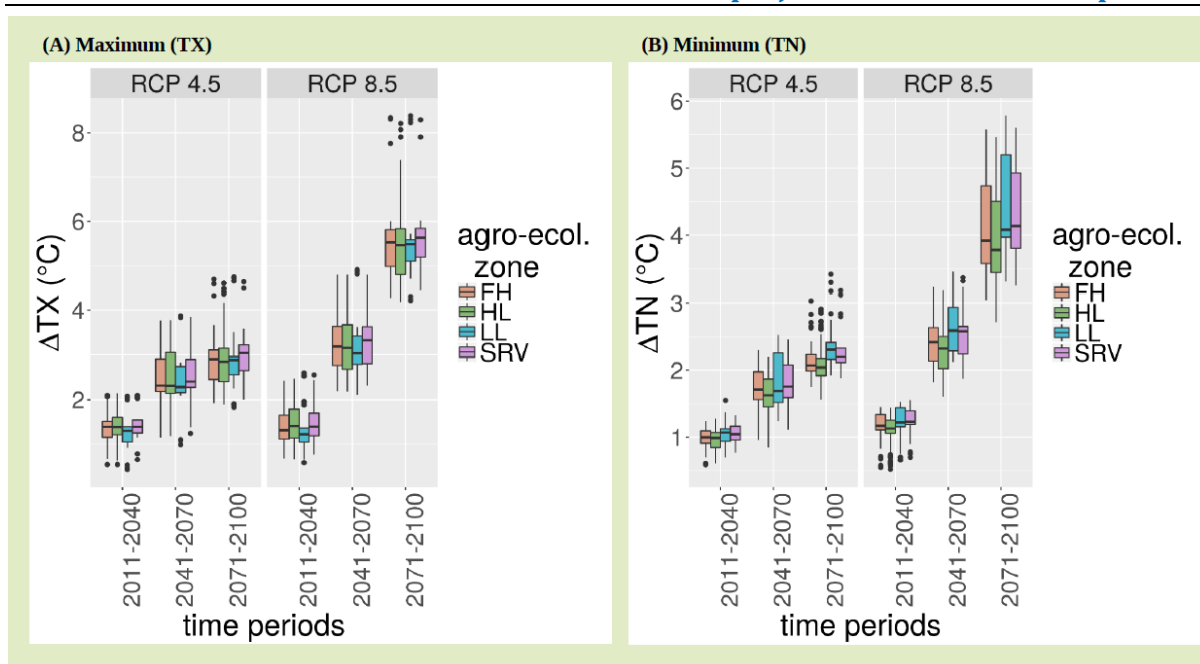 (A) Maximum (TX)
RCP 4.5 RCP 8.5
8
6
4
2
ΔTX (°C)
2011-2040 2041-2070 2071-2100 2011-2040 2041-2070 2071-2100
time periods
agro-ecol.
zone
FH
HL
LL
SRV
(B) Minimum (TN)
RCP 4.5 RCP 8.5
6
5
4
3
2
1
ΔTN (°C)
2011-2040 2041-2070 2071-2100 2011-2040 2041-2070 2071-2100
time periods
agro-ecol.
zone
FH
HL
LL
SRV